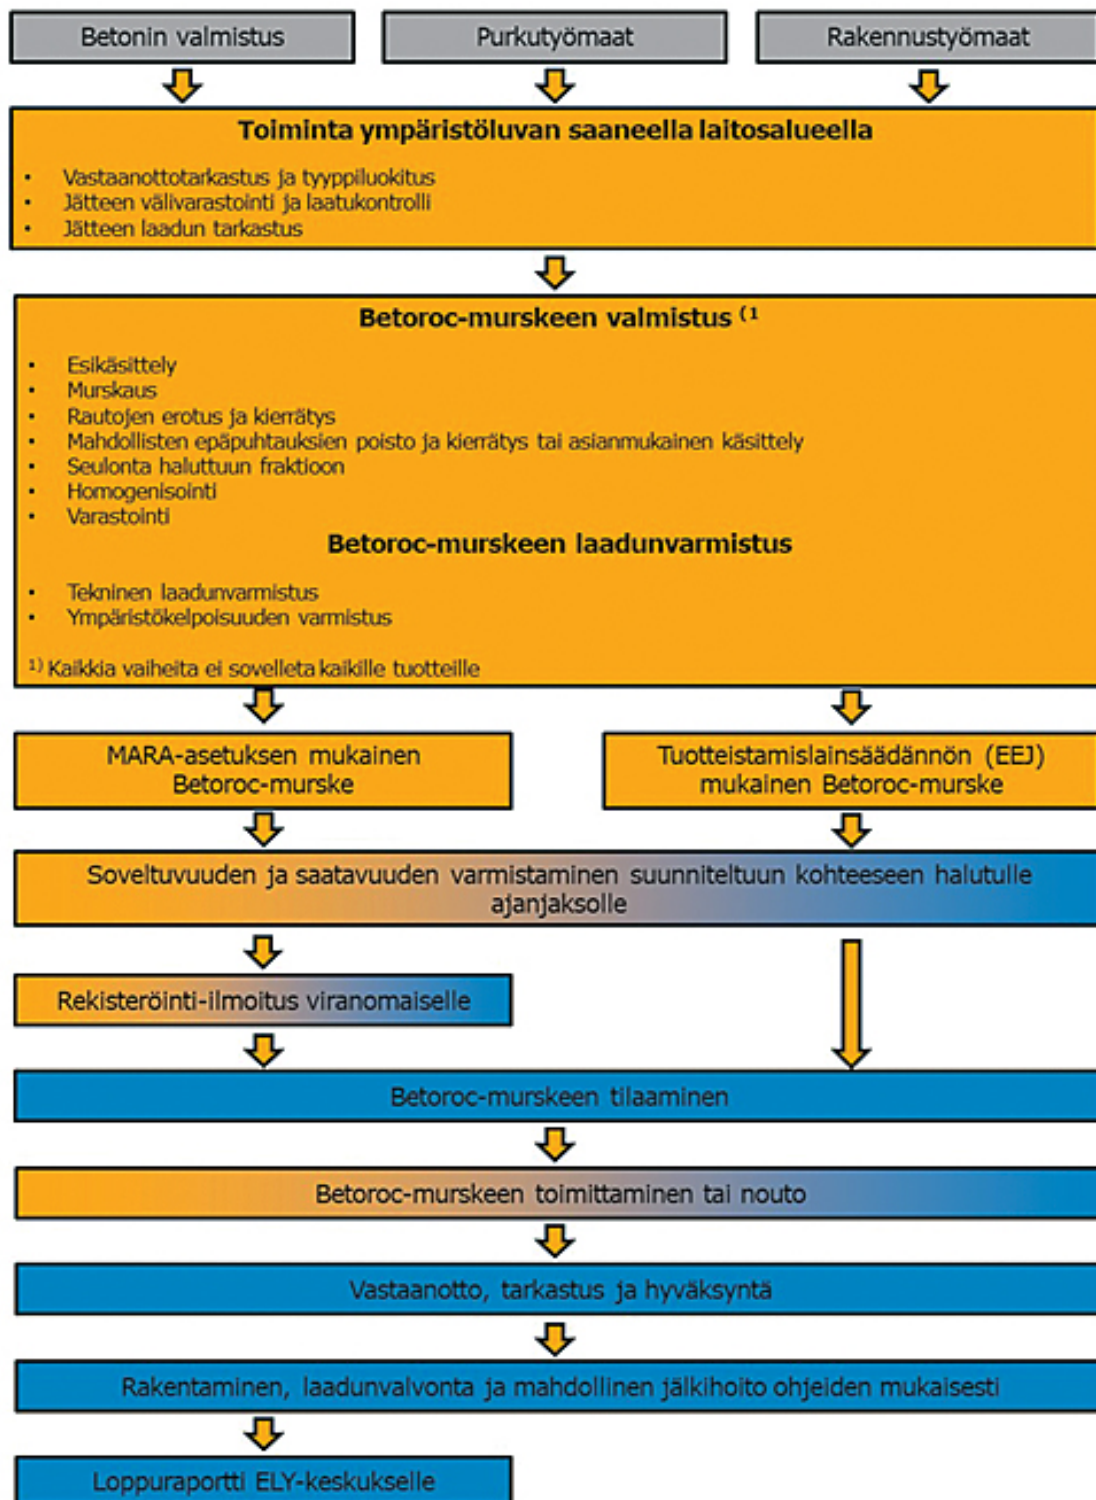 Betonin valmistus
Purkutyömaat
Rakennustyömaat
Toiminta ympäristöluvan saaneella laitosalueella
• Vastaanottotarkastus ja tyyppiluokitus
• Jätteen välivarastointi ja laatukontrolli
• Jätteen laadun tarkastus
Betoroc-murskeen valmistus (1
• Esikäsittely
• Murskaus
• Rautojen erotus ja kierrätys
• Mahdollisten epäpuhtauksien poisto ja kierrätys tai asianmukainen käsittely
• Seulonta haluttuun fraktioon
• Homogenisointi
• Varastointi
Betoroc-murskeen laadunvarmistus
• Tekninen laadunvarmistus
• Ympäristökelpoisuuden varmistus
1) Kaikkia vaiheita ei sovelleta kaikille tuotteille
MARA-asetuksen mukainen
Betoroc-murske
Tuotteistamislainsäädännön (EEJ)
mukainen Betoroc-murske
Soveltuvuuden ja saatavuuden varmistaminen suunniteltuun kohteeseen halutulle
ajanjaksolle
Rekisteröinti-ilmoitus viranomaiselle
Betoroc-murskeen tilaaminen
Betoroc-murskeen toimittaminen tai nouto
Vastaanotto, tarkastus ja hyväksyntä
Rakentaminen, laadunvalvonta ja mahdollinen jälkihoito ohjeiden mukaisesti
Loppuraportti ELY-keskukselle